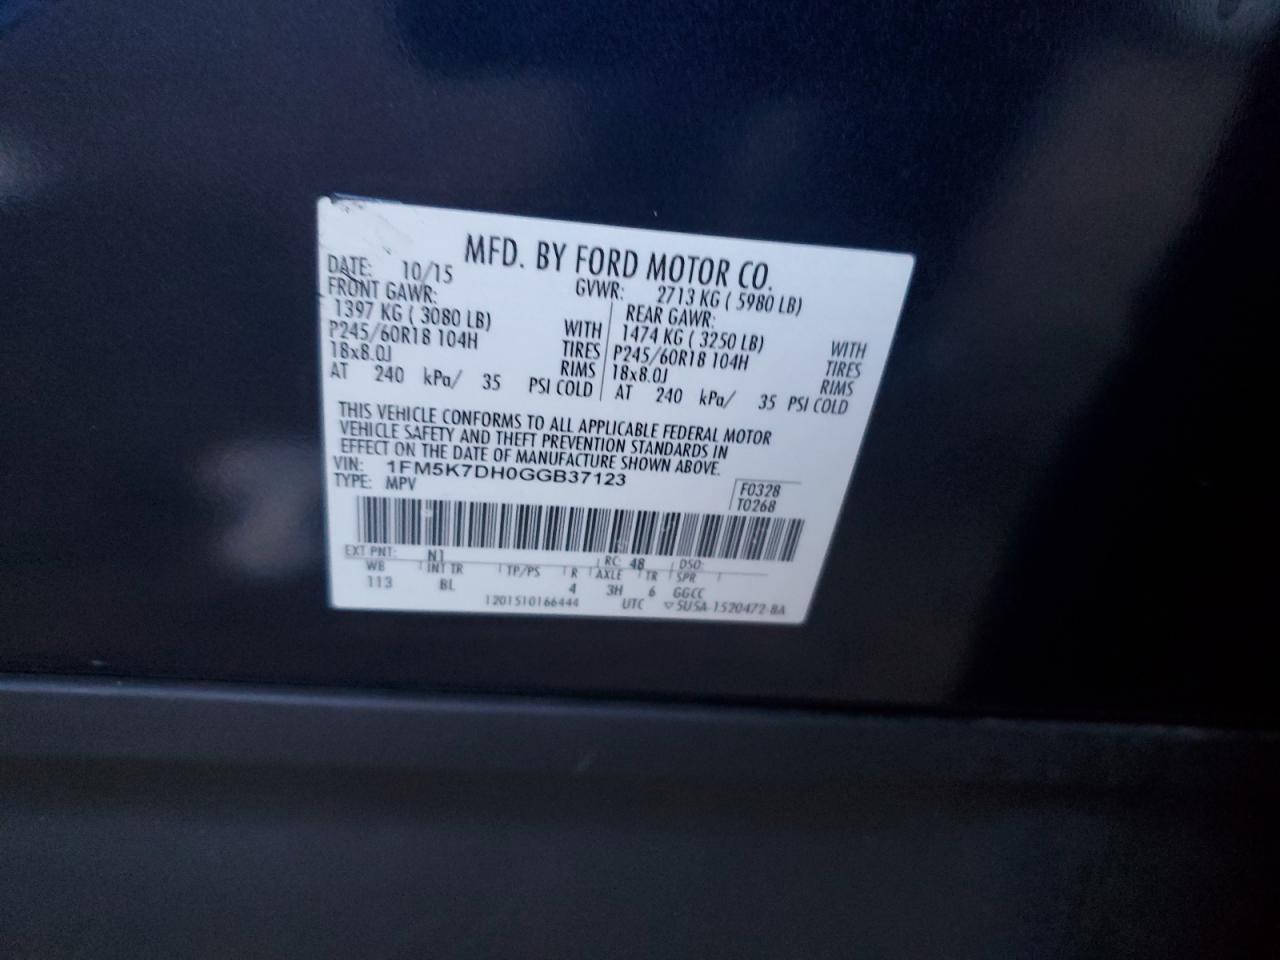 MFD. BY FORD MOTOR CO.
DATE: 10/15 GVWR: 2713 KG ( 5980 LB)
FRONT GAWR: REAR GAWR:
1397 KG ( 3080 LB) WITH 1474 KG ( 3250 LB) WITH
P245/60R18 104H TIRES P245/60R18 104H TIRES
18x8.0J RIMS 18x8.0J RIMS
AT 240 kPa/ 35 PSI COLD AT 240 kPa/ 35 PSI COLD
THIS VEHICLE CONFORMS TO ALL APPLICABLE FEDERAL MOTOR
VEHICLE SAFETY AND THEFT PREVENTION STANDARDS IN
EFFECT ON THE DATE OF MANUFACTURE SHOWN ABOVE.
VIN: 1FM5K7DH0GGB37123
TYPE: MPV F0328
T0268
EXT PNT: N1 RC: 48 DSO:
WB INT TR TP/PS R AXLE TR SPR
113 BL 4 3H 6 GGCC
1201510166444 UTC ▽5U5A-1520472-BA